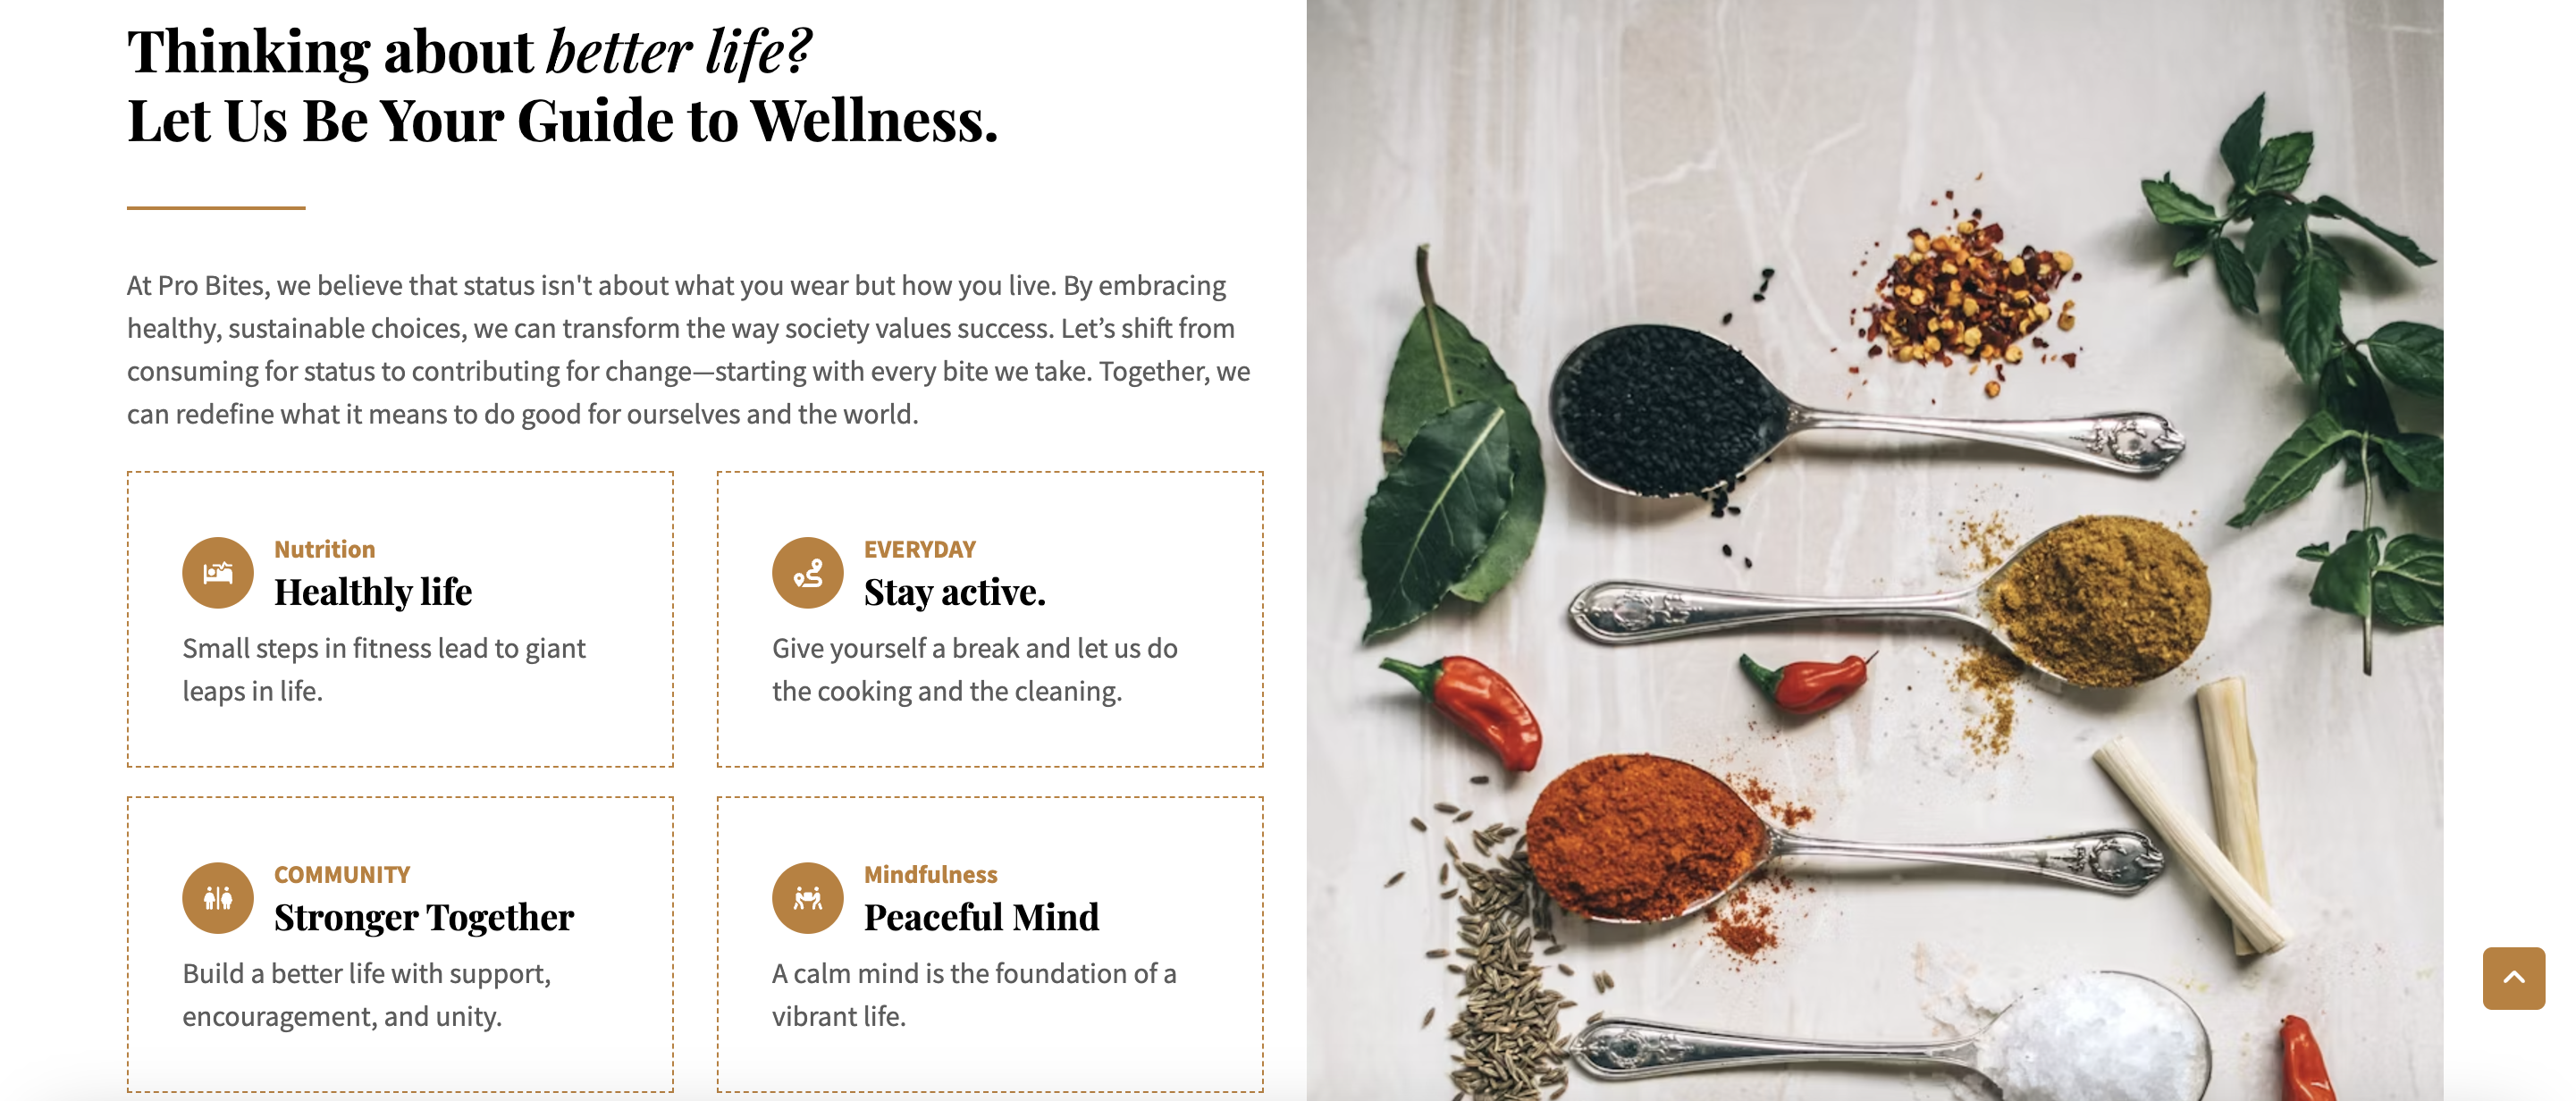 Thinking about better life?
Let Us Be Your Guide to Wellness.
At Pro Bites, we believe that status isn't about what you wear but how you live. By embracing
healthy, sustainable choices, we can transform the way society values success. Let’s shift from
consuming for status to contributing for change—starting with every bite we take. Together, we
can redefine what it means to do good for ourselves and the world.
Nutrition
Healthly life
Small steps in fitness lead to giant
leaps in life.
EVERYDAY
Stay active.
Give yourself a break and let us do
the cooking and the cleaning.
COMMUNITY
Stronger Together
Build a better life with support,
encouragement, and unity.
Mindfulness
Peaceful Mind
A calm mind is the foundation of a
vibrant life.